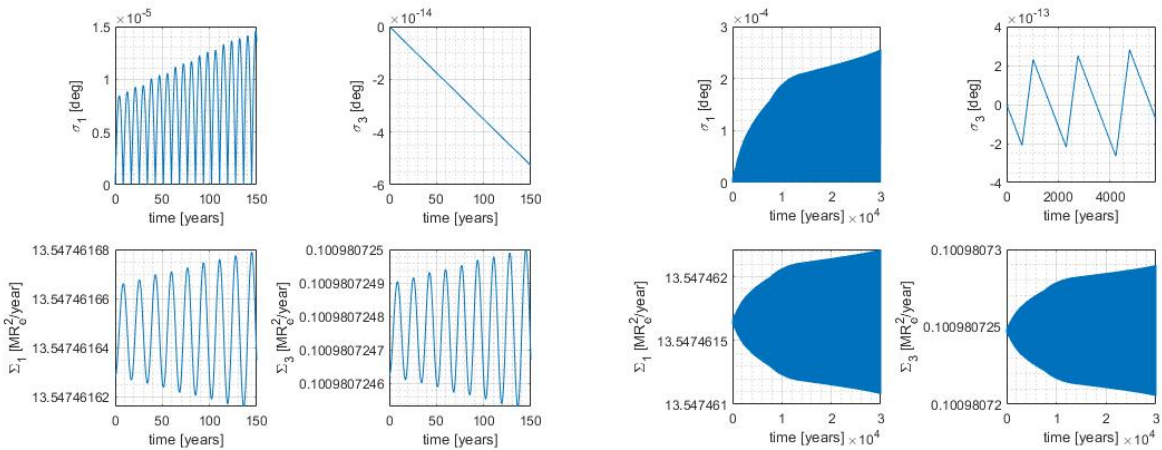 ×10⁻⁵
1.5
1
0.5
0
σ₁ [deg]
0 50 100 150
time [years]
×10⁻¹⁴
0
-2
-4
-6
σ₃ [deg]
0 50 100 150
time [years]
×10⁻⁴
3
2
1
0
σ₁ [deg]
0 1 2 3
time [years] ×10⁴
×10⁻¹³
4
2
0
-2
-4
σ₃ [deg]
0 2000 4000
time [years]
13.54746168
13.54746166
13.54746164
13.54746162
Σ₁ [MRₑ²/year]
0 50 100 150
time [years]
0.100980725
0.1009807249
0.1009807248
0.1009807247
0.1009807246
Σ₃ [MRₑ²/year]
0 50 100 150
time [years]
13.547462
13.5474615
13.547461
Σ₁ [MRₑ²/year]
0 1 2 3
time [years] ×10⁴
0.10098073
0.100980725
0.10098072
Σ₃ [MRₑ²/year]
0 1 2 3
time [years] ×10⁴